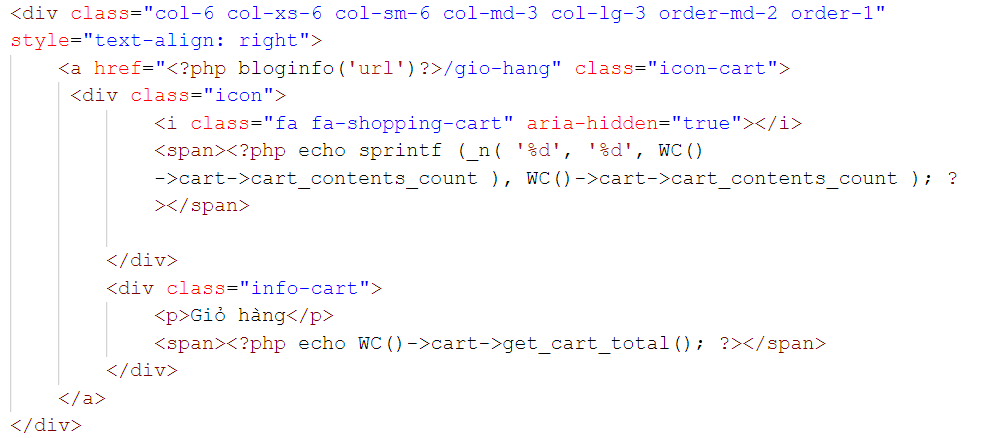 <div class="col-6 col-xs-6 col-sm-6 col-md-3 col-lg-3 order-md-2 order-1"
style="text-align: right">
<a href="<?php bloginfo('url')?>/gio-hang" class="icon-cart">
<div class="icon">
<i class="fa fa-shopping-cart" aria-hidden="true"></i>
<span><?php echo sprintf (_n( '%d', '%d', WC()
->cart->cart_contents_count ), WC()->cart->cart_contents_count ); ?
></span>
</div>
<div class="info-cart">
<p>Giỏ hàng</p>
<span><?php echo WC()->cart->get_cart_total(); ?></span>
</div>
</a>
</div>